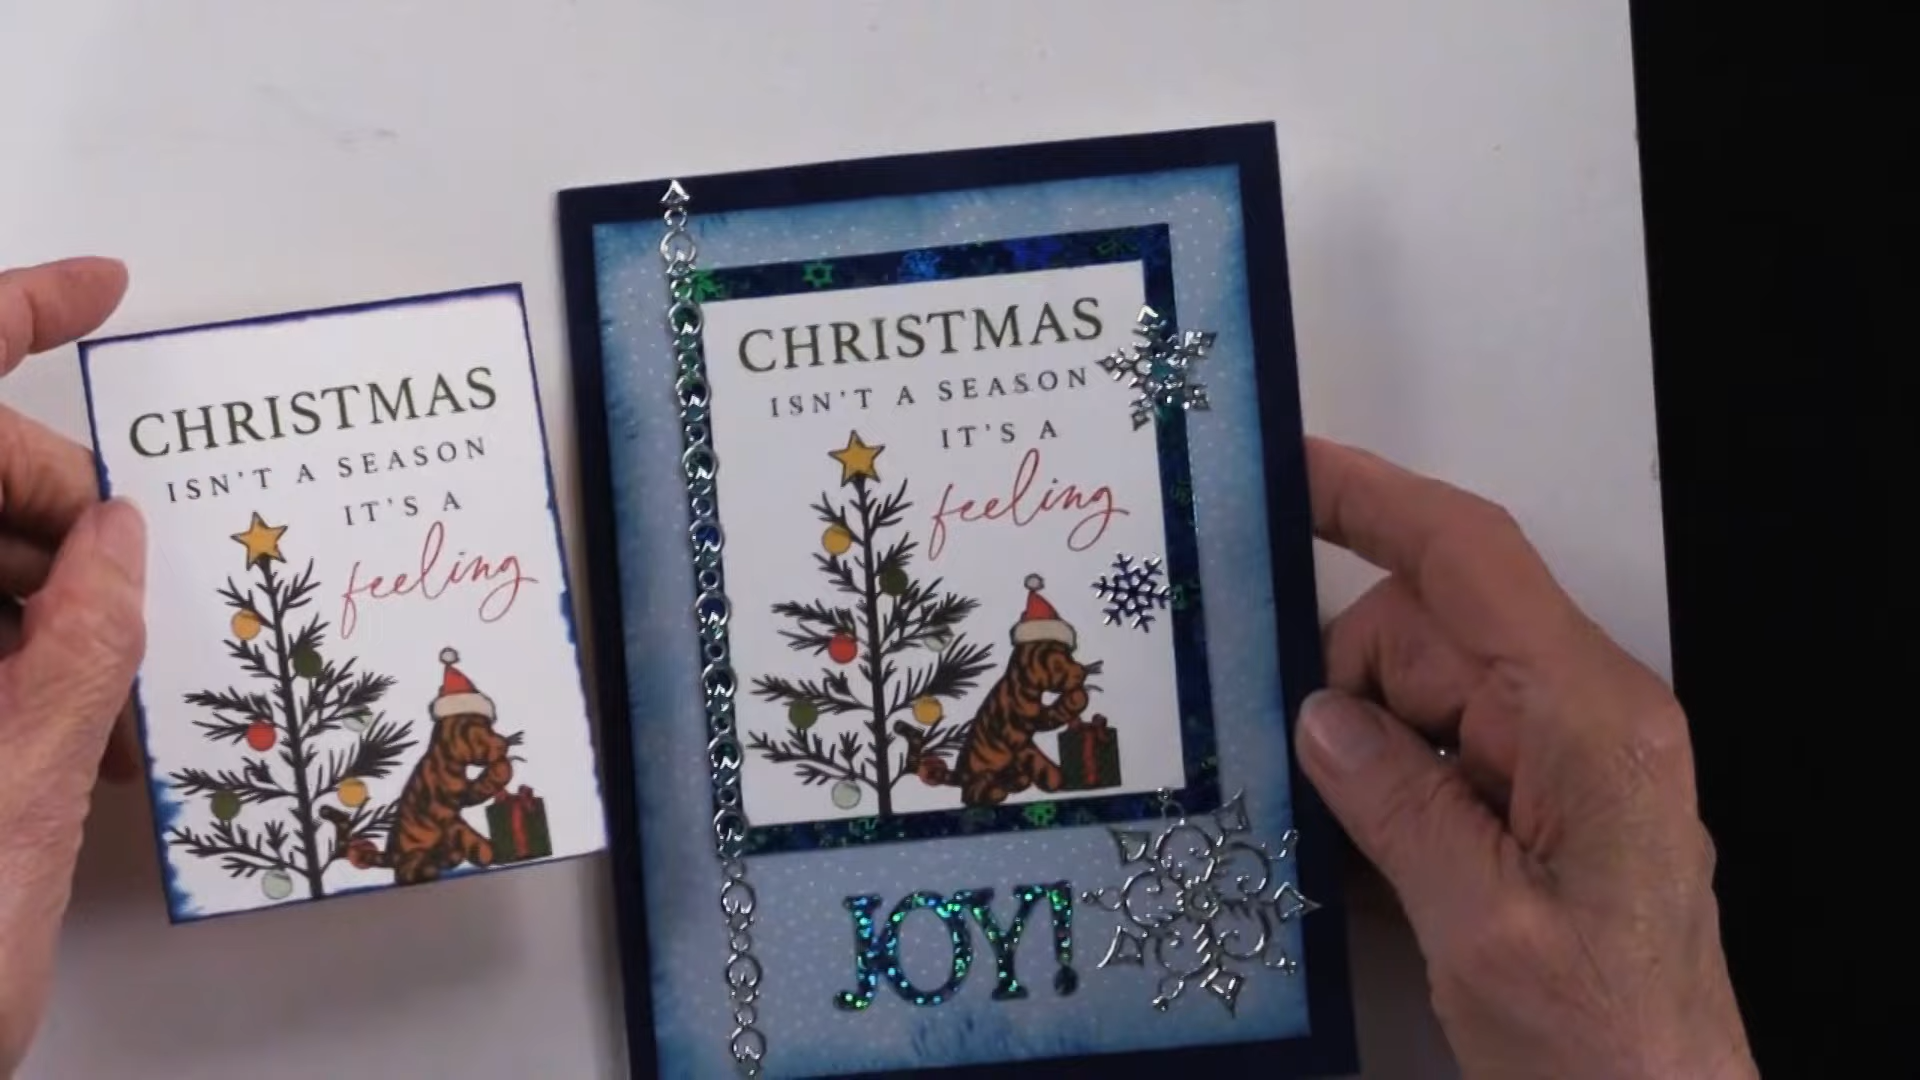 CHRISTMAS
ISN'T A SEASON
IT'S A
feeling
CHRISTMAS
ISN'T A SEASON
IT'S A
feeling
JOY!